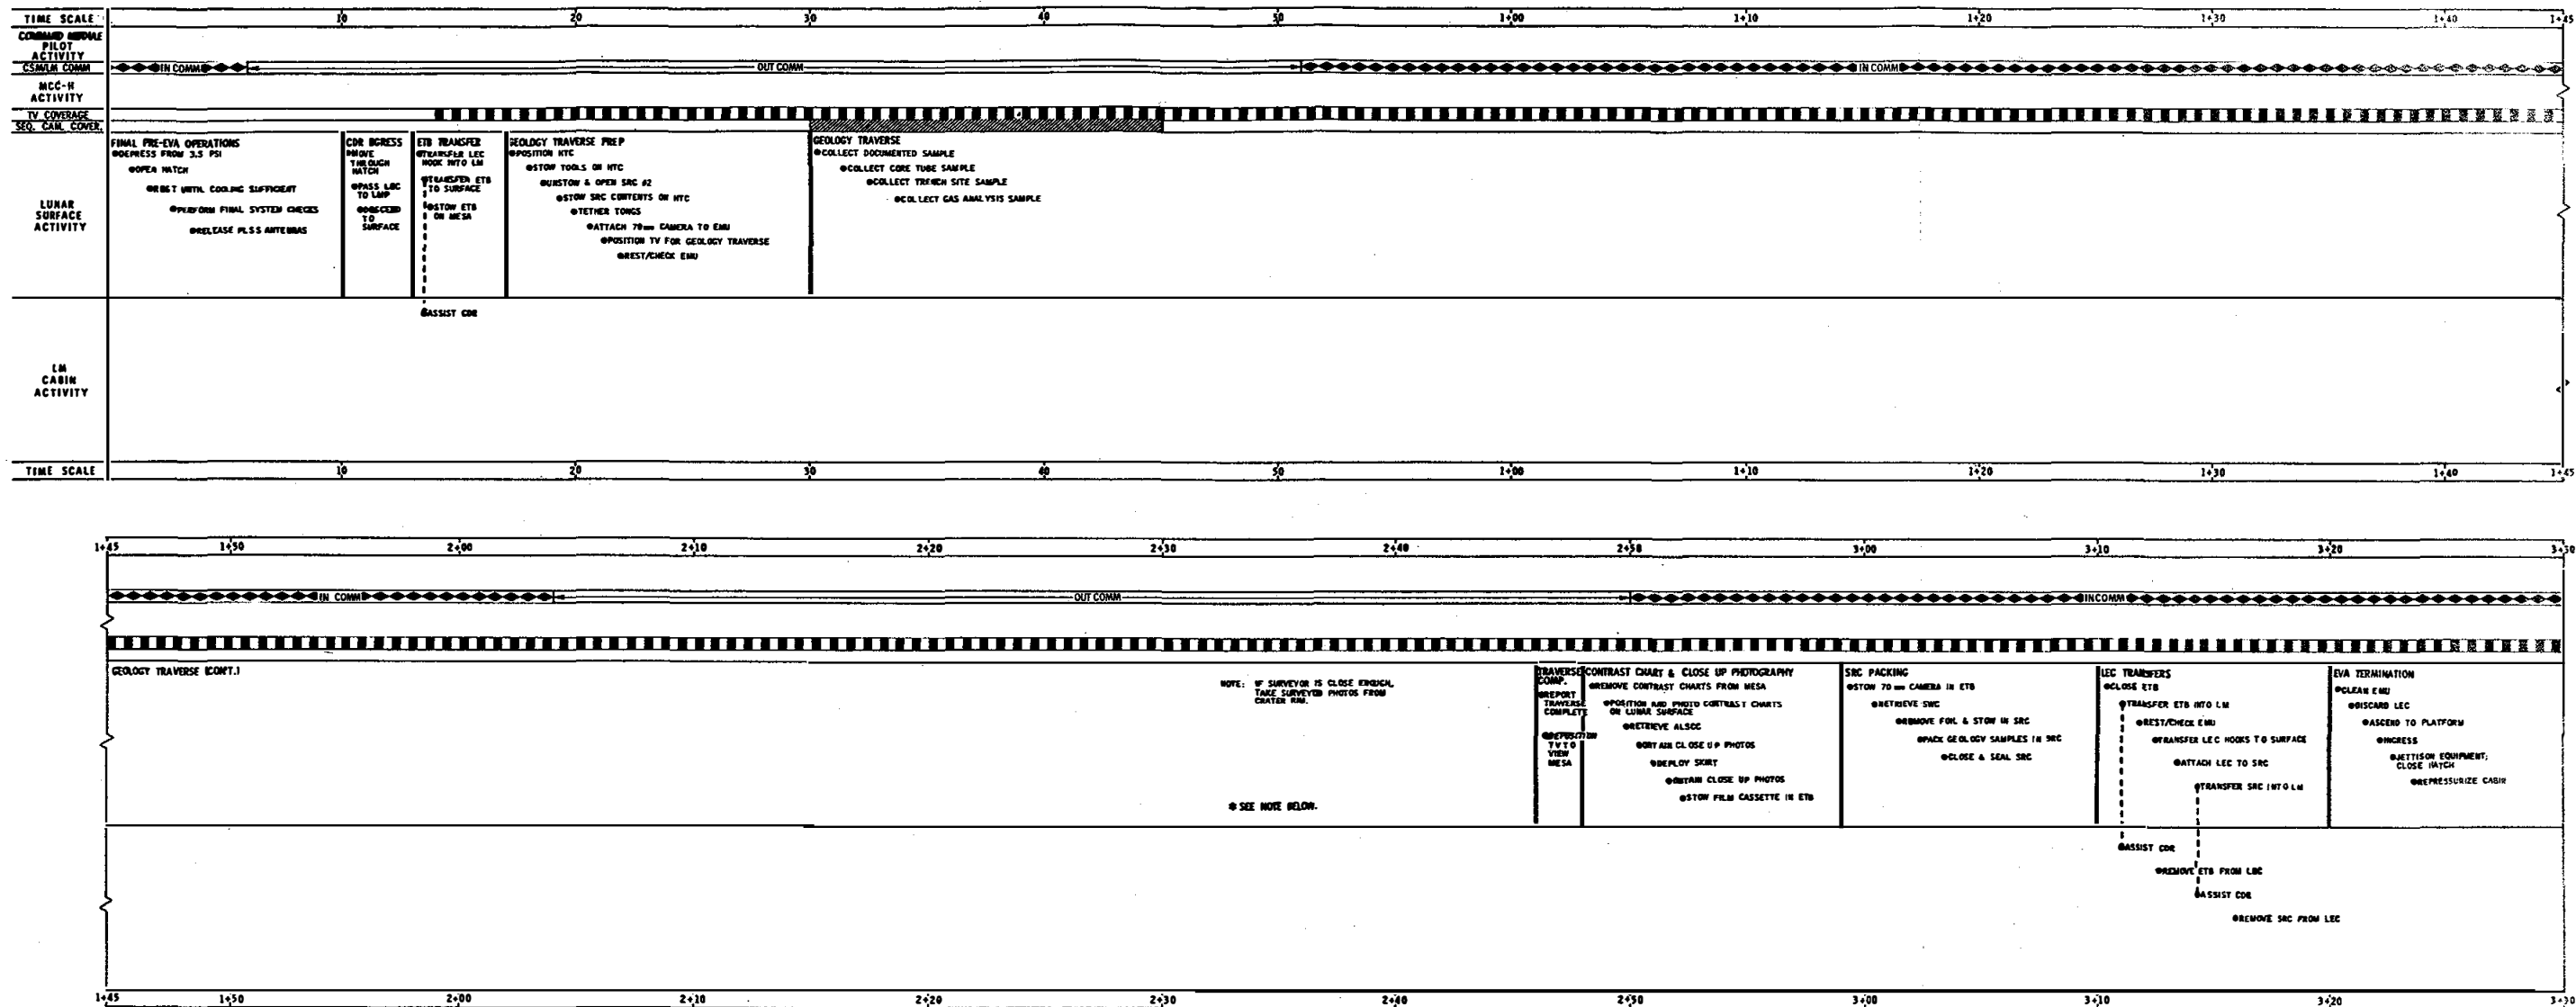 TIME SCALE 10 20 30 40 50 1+00 1+10 1+20 1+30 1+40 1+45
COMMAND MODULE
PILOT
ACTIVITY
CSM/LM COMM IN COMM OUT COMM IN COMM
MCC-H
ACTIVITY
TV COVERAGE
SEQ. CAM. COVER.
LUNAR
SURFACE
ACTIVITY
FINAL PRE-EVA OPERATIONS
●DEPRESS FROM 3.5 PSI
●OPEN HATCH
●REST UNTIL COOLING SUFFICIENT
●PERFORM FINAL SYSTEM CHECKS
●RELEASE PLSS ANTENNAS
CDR EGRESS
●MOVE
THROUGH
HATCH
●PASS LEC
TO LMP
●DESCEND
TO
SURFACE
ETB TRANSFER
●TRANSFER LEC
HOOK INTO LM
●TRANSFER ETB
TO SURFACE
●STOW ETB
ON MESA
GEOLOGY TRAVERSE PREP
●POSITION HTC
●STOW TOOLS ON HTC
●UNSTOW & OPEN SRC #2
●STOW SRC CONTENTS ON HTC
●TETHER TONGS
●ATTACH 70mm CAMERA TO EMU
●POSITION TV FOR GEOLOGY TRAVERSE
●REST/CHECK EMU
GEOLOGY TRAVERSE
●COLLECT DOCUMENTED SAMPLE
●COLLECT CORE TUBE SAMPLE
●COLLECT TRENCH SITE SAMPLE
●COLLECT GAS ANALYSIS SAMPLE
LM
CABIN
ACTIVITY
●ASSIST CDR
TIME SCALE 10 20 30 40 50 1+00 1+10 1+20 1+30 1+40 1+45
1+45 1+50 2+00 2+10 2+20 2+30 2+40 2+50 3+00 3+10 3+20 3+30
IN COMM OUT COMM IN COMM
GEOLOGY TRAVERSE (CONT.)
NOTE: IF SURVEYOR IS CLOSE ENOUGH,
TAKE SURVEYOR PHOTOS FROM
CRATER RIM.
* SEE NOTE BELOW.
TRAVERSE
COMP.
●REPORT
TRAVERSE
COMPLETE
●REPOSITION
TV TO
VIEW
MESA
CONTRAST CHART & CLOSE UP PHOTOGRAPHY
●REMOVE CONTRAST CHARTS FROM MESA
●POSITION AND PHOTO CONTRAST CHARTS
ON LUNAR SURFACE
●RETRIEVE ALSCC
●OBTAIN CLOSE UP PHOTOS
●DEPLOY SKIRT
●OBTAIN CLOSE UP PHOTOS
●STOW FILM CASSETTE IN ETB
SRC PACKING
●STOW 70 mm CAMERA IN ETB
●RETRIEVE SWC
●REMOVE FOIL & STOW IN SRC
●PACK GEOLOGY SAMPLES IN SRC
●CLOSE & SEAL SRC
LEC TRANSFERS
●CLOSE ETB
●TRANSFER ETB INTO LM
●REST/CHECK EMU
●TRANSFER LEC HOOKS TO SURFACE
●ATTACH LEC TO SRC
●TRANSFER SRC INTO LM
EVA TERMINATION
●CLEAN EMU
●DISCARD LEC
●ASCEND TO PLATFORM
●INGRESS
●JETTISON EQUIPMENT;
CLOSE HATCH
●REPRESSURIZE CABIN
●ASSIST CDR
●REMOVE ETB FROM LEC
●ASSIST CDR
●REMOVE SRC FROM LEC
1+45 1+50 2+00 2+10 2+20 2+30 2+40 2+50 3+00 3+10 3+20 3+30